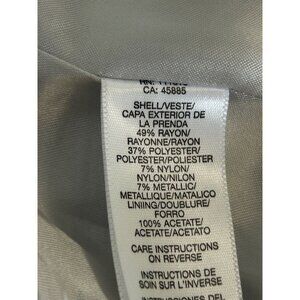 CA: 45885
SHELL/VESTE/
CAPA EXTERIOR DE
LA PRENDA
49% RAYON/
RAYONNE/RAYON
37% POLYESTER/
POLYESTER/POLIESTER
7% NYLON/
NYLON/NILON
7% METALLIC/
METALLIQUE/MATALICO
LINIING/DOUBLURE/
FORRO
100% ACETATE/
ACETATE/ACETATO
CARE INSTRUCTIONS
ON REVERSE
INSTRUCTIONS DE
SOIN SUR L'INVERSE